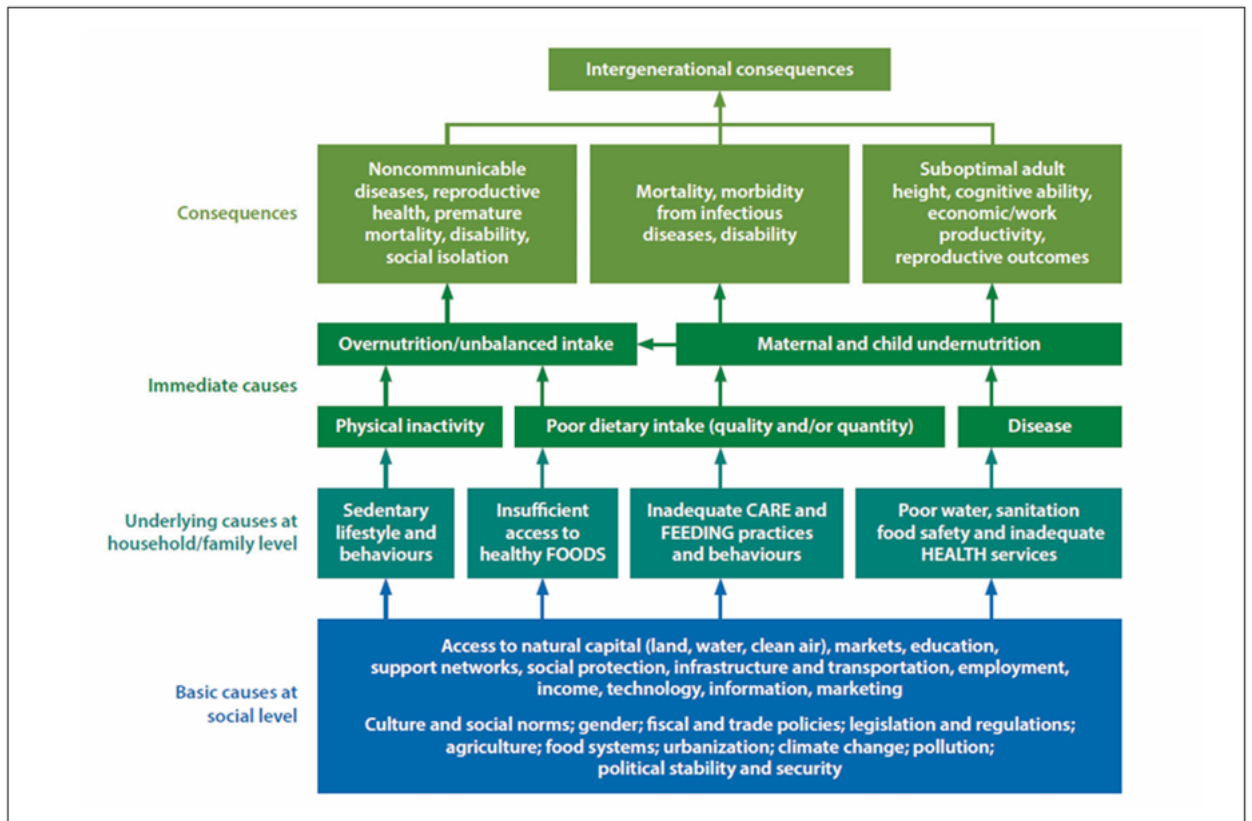 Intergenerational consequences
Consequences
Noncommunicable
diseases, reproductive
health, premature
mortality, disability,
social isolation
Mortality, morbidity
from infectious
diseases, disability
Suboptimal adult
height, cognitive ability,
economic/work
productivity,
reproductive outcomes
Immediate causes
Overnutrition/unbalanced intake
Maternal and child undernutrition
Physical inactivity
Poor dietary intake (quality and/or quantity)
Disease
Underlying causes at
household/family level
Sedentary
lifestyle and
behaviours
Insufficient
access to
healthy FOODS
Inadequate CARE and
FEEDING practices
and behaviours
Poor water, sanitation
food safety and inadequate
HEALTH services
Basic causes at
social level
Access to natural capital (land, water, clean air), markets, education,
support networks, social protection, infrastructure and transportation, employment,
income, technology, information, marketing
Culture and social norms; gender; fiscal and trade policies; legislation and regulations;
agriculture; food systems; urbanization; climate change; pollution;
political stability and security